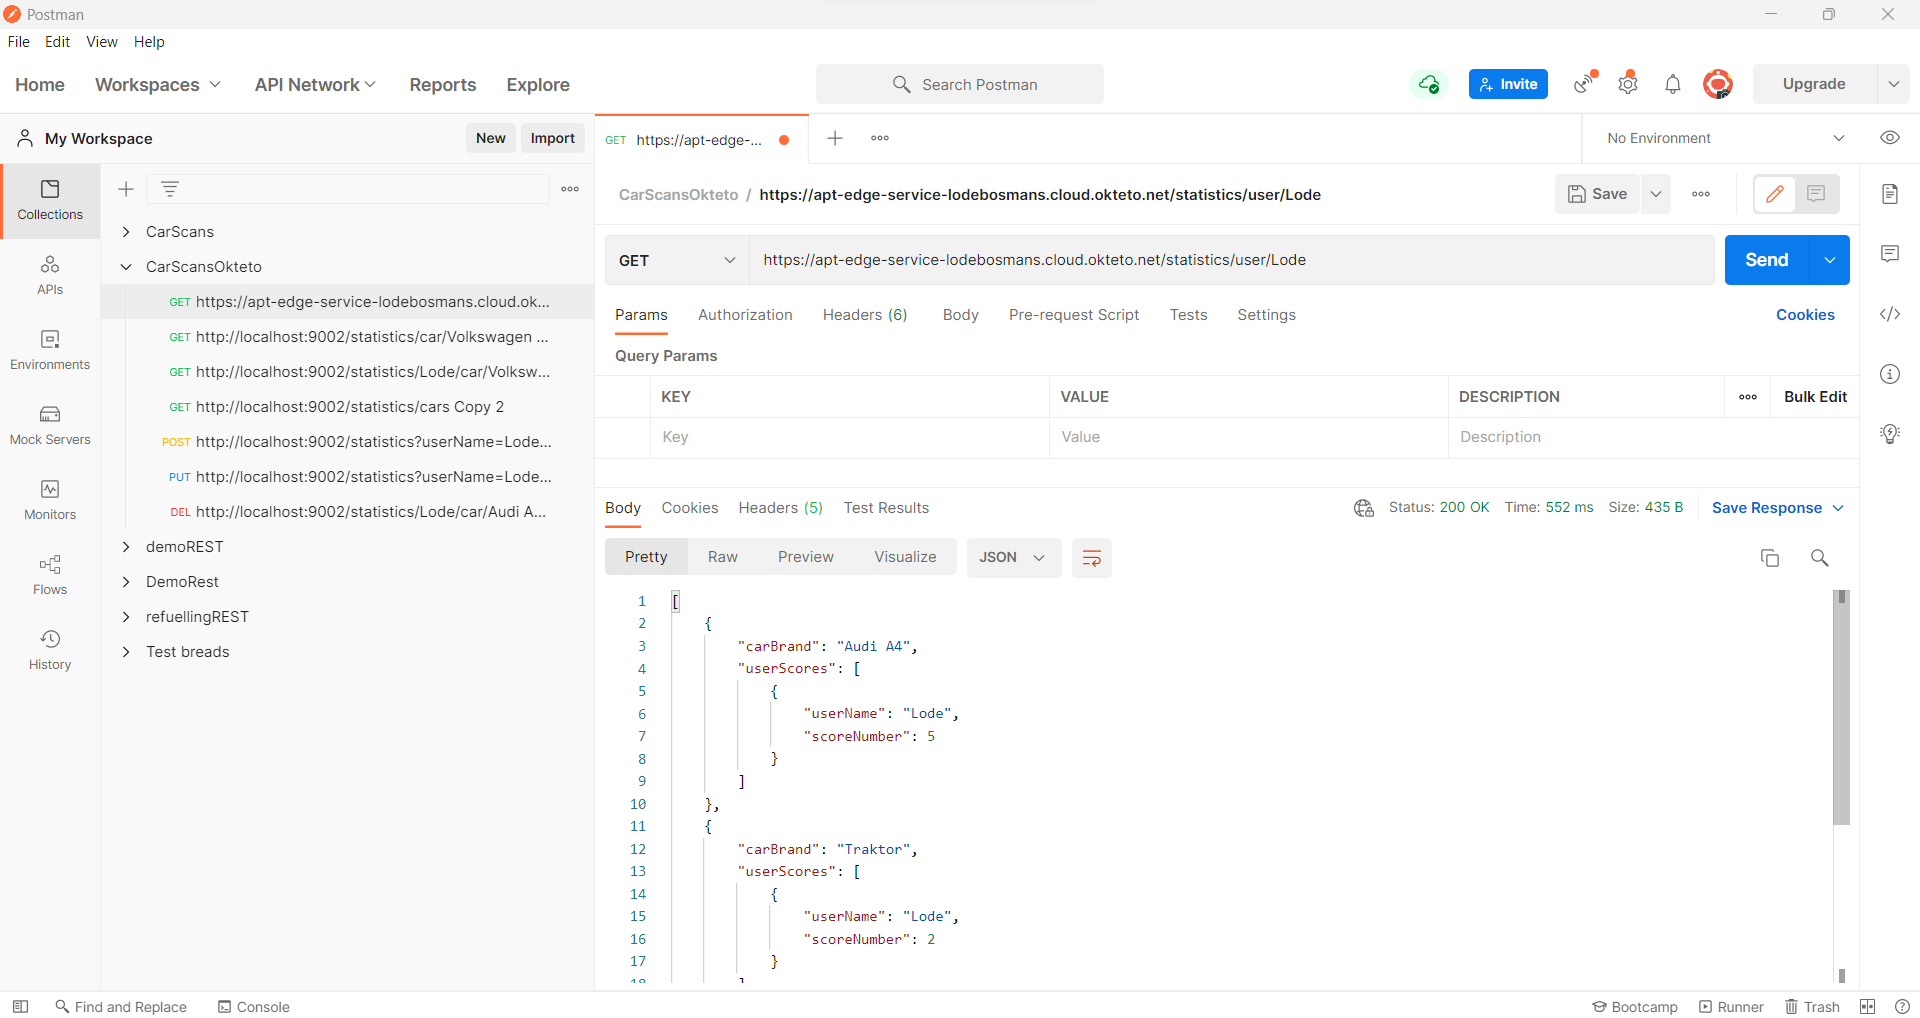 Postman
File Edit View Help
Home Workspaces API Network Reports Explore Search Postman Invite Upgrade
My Workspace New Import GET https://apt-edge-... No Environment
Collections
APIs
Environments
Mock Servers
Monitors
Flows
History
CarScans
CarScansOkteto
GET https://apt-edge-service-lodebosmans.cloud.ok...
GET http://localhost:9002/statistics/car/Volkswagen ...
GET http://localhost:9002/statistics/Lode/car/Volksw...
GET http://localhost:9002/statistics/cars Copy 2
POST http://localhost:9002/statistics?userName=Lode...
PUT http://localhost:9002/statistics?userName=Lode...
DEL http://localhost:9002/statistics/Lode/car/Audi A...
demoREST
DemoRest
refuellingREST
Test breads
CarScansOkteto / https://apt-edge-service-lodebosmans.cloud.okteto.net/statistics/user/Lode Save
GET https://apt-edge-service-lodebosmans.cloud.okteto.net/statistics/user/Lode Send
Params Authorization Headers (6) Body Pre-request Script Tests Settings Cookies
Query Params
KEY VALUE DESCRIPTION Bulk Edit
Key Value Description
Body Cookies Headers (5) Test Results Status: 200 OK Time: 552 ms Size: 435 B Save Response
Pretty Raw Preview Visualize JSON
1 [
2 {
3 "carBrand": "Audi A4",
4 "userScores": [
5 {
6 "userName": "Lode",
7 "scoreNumber": 5
8 }
9 ]
10 },
11 {
12 "carBrand": "Traktor",
13 "userScores": [
14 {
15 "userName": "Lode",
16 "scoreNumber": 2
17 }
18 ]
Find and Replace Console Bootcamp Runner Trash